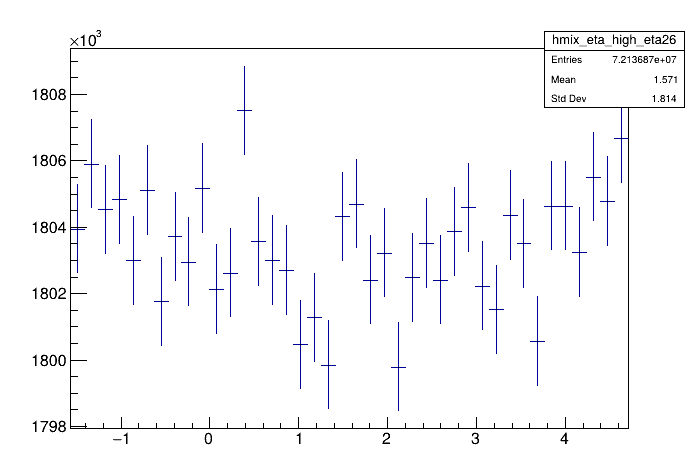 ×10³
hmix_eta_high_eta26
Entries 7.213687e+07
Mean 1.571
Std Dev 1.814
1808
1806
1804
1802
1800
1798
−1 0 1 2 3 4